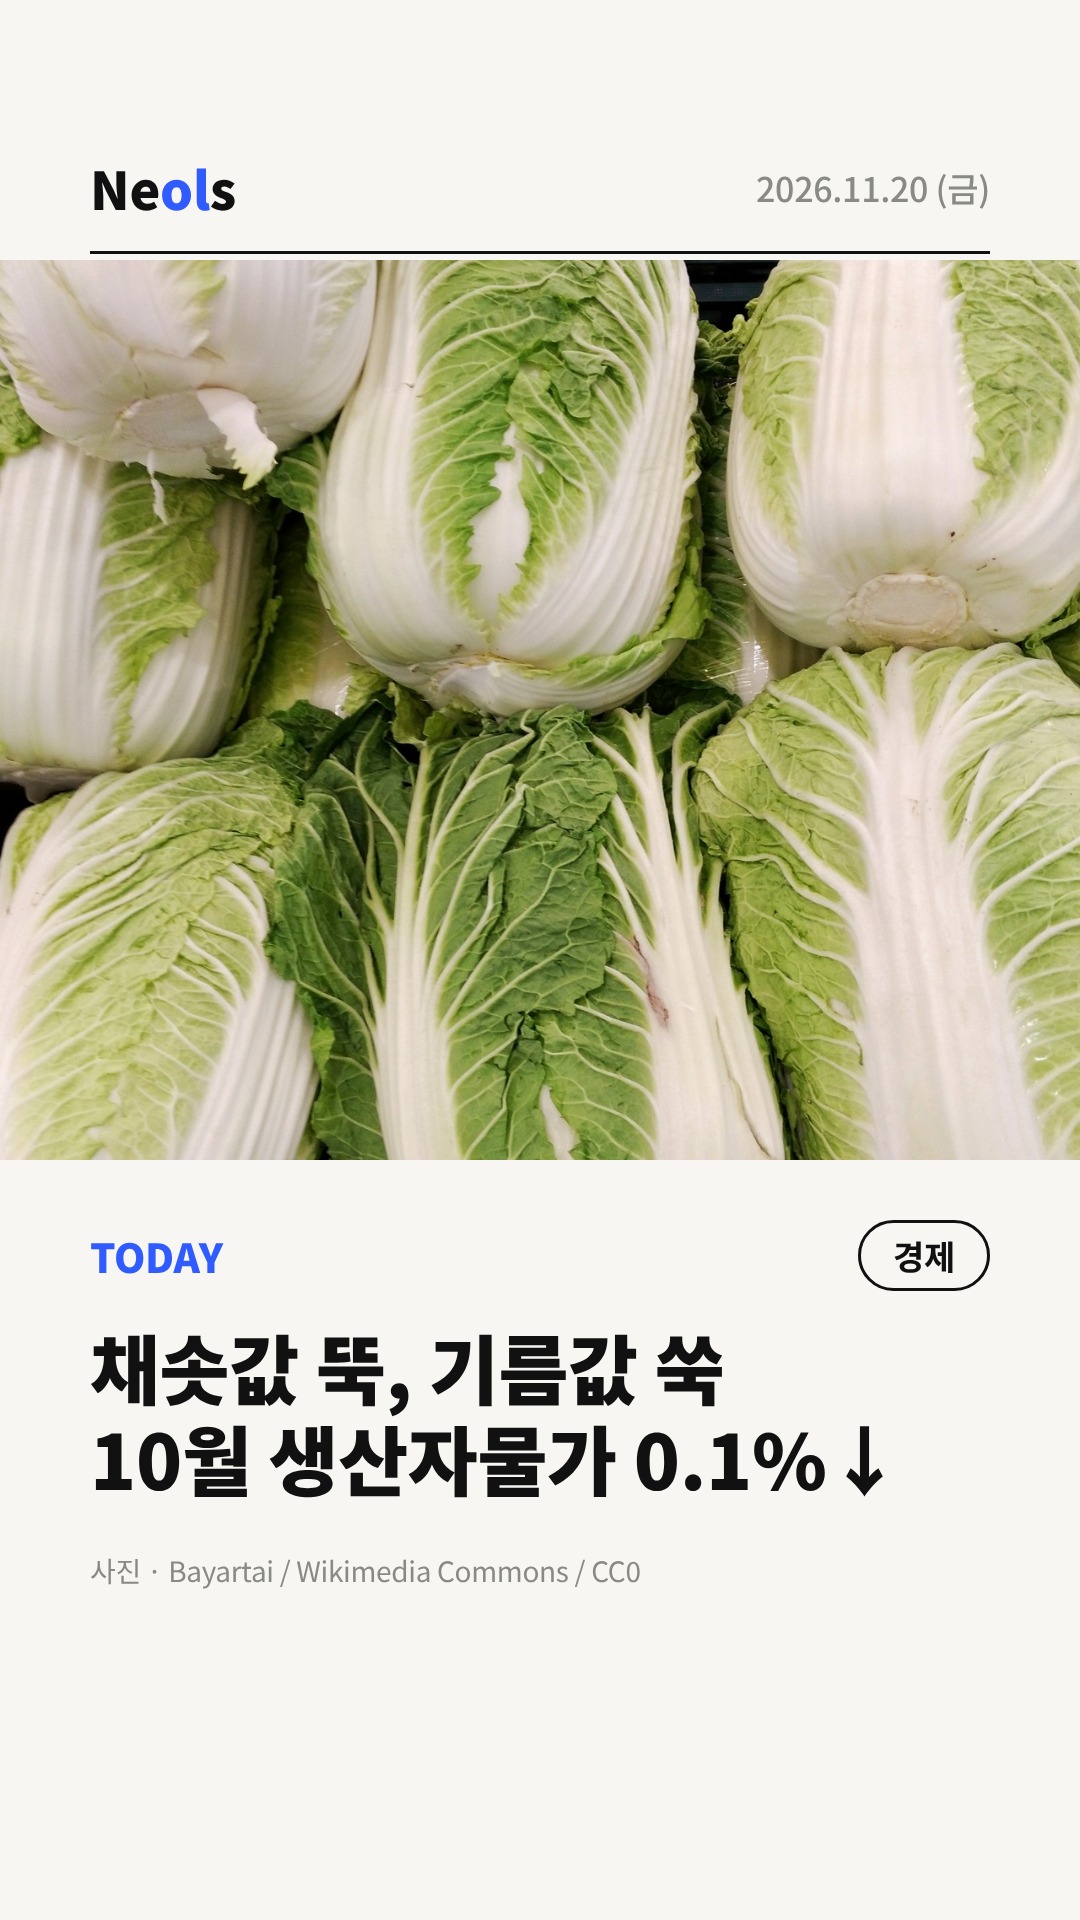 Neols
2026.11.20 (금)
TODAY
경제
채솟값 뚝, 기름값 쑥
10월 생산자물가 0.1%↓
사진 · Bayartai / Wikimedia Commons / CC0